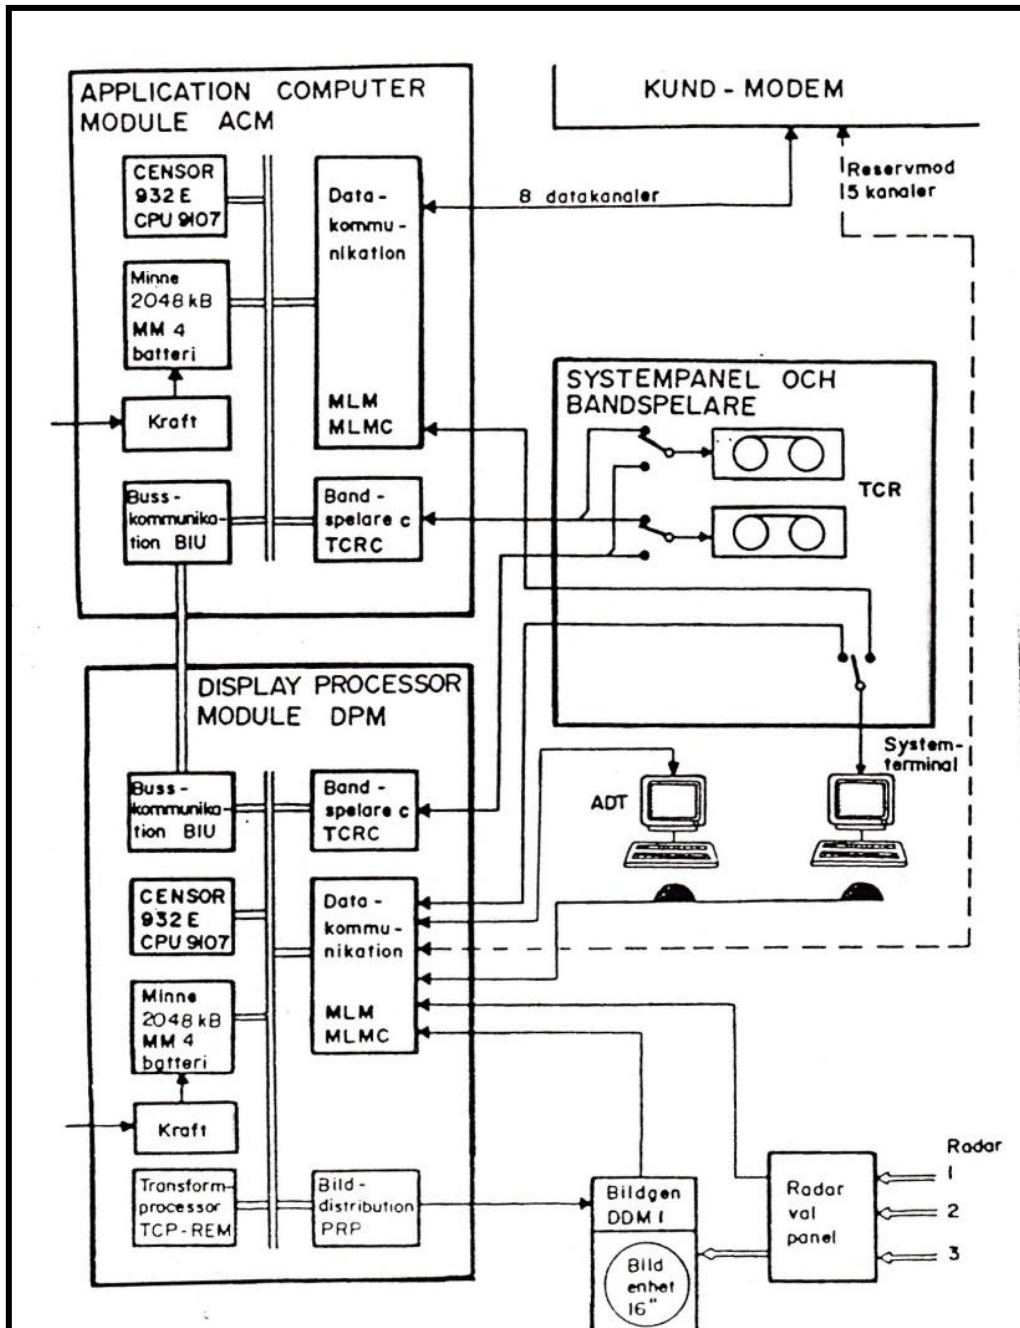 APPLICATION COMPUTER
MODULE ACM
CENSOR
932 E
CPU 9107
Minne
2048 kB
MM 4
batteri
Kraft
Buss-
kommunika-
tion BIU
Data-
kommu-
nikation
MLM
MLMC
Band-
spelare c
TCRC
KUND - MODEM
8 datakanaler
Reservmod
15 kanaler
SYSTEMPANEL OCH
BANDSPELARE
TCR
DISPLAY PROCESSOR
MODULE DPM
Buss-
kommunika-
tion BIU
Band-
spelare c
TCRC
CENSOR
932 E
CPU 9107
Data-
kommu-
nikation
MLM
MLMC
Minne
2048 kB
MM 4
batteri
Kraft
Transform-
processor
TCP-REM
Bild-
distribution
PRP
ADT
System-
terminal
Bildgen
DDM 1
Bild
enhet
16"
Radar
val
panel
Radar
1
2
3